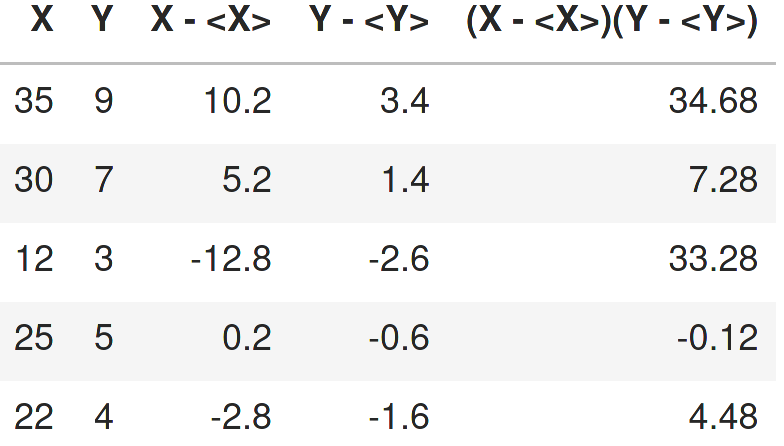 X Y X - <X> Y - <Y> (X - <X>)(Y - <Y>)
35 9 10.2 3.4 34.68
30 7 5.2 1.4 7.28
12 3 -12.8 -2.6 33.28
25 5 0.2 -0.6 -0.12
22 4 -2.8 -1.6 4.48